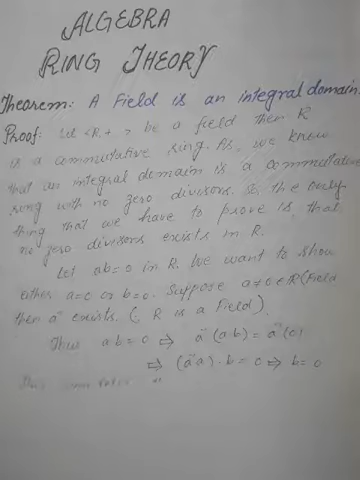 ALGEBRA
RING THEORY
Theorem: A Field is an integral domain.
Proof: Let <R, + > be a field then R
is a commutative ring. As, we know
that an integral domain is a commutative
ring with no zero divisors. So the only
thing that we have to prove is that
no zero divisors exists in R.
Let ab=0 in R. We want to show
either a=0 or b=0. Suppose a≠0 ∈ R (Field
then a⁻¹ exists. (∵ R is a Field).
Thus ab=0 ⇒ a⁻¹(a·b) = a⁻¹(0)
⇒ (a⁻¹a)·b = 0 ⇒ b=0
This